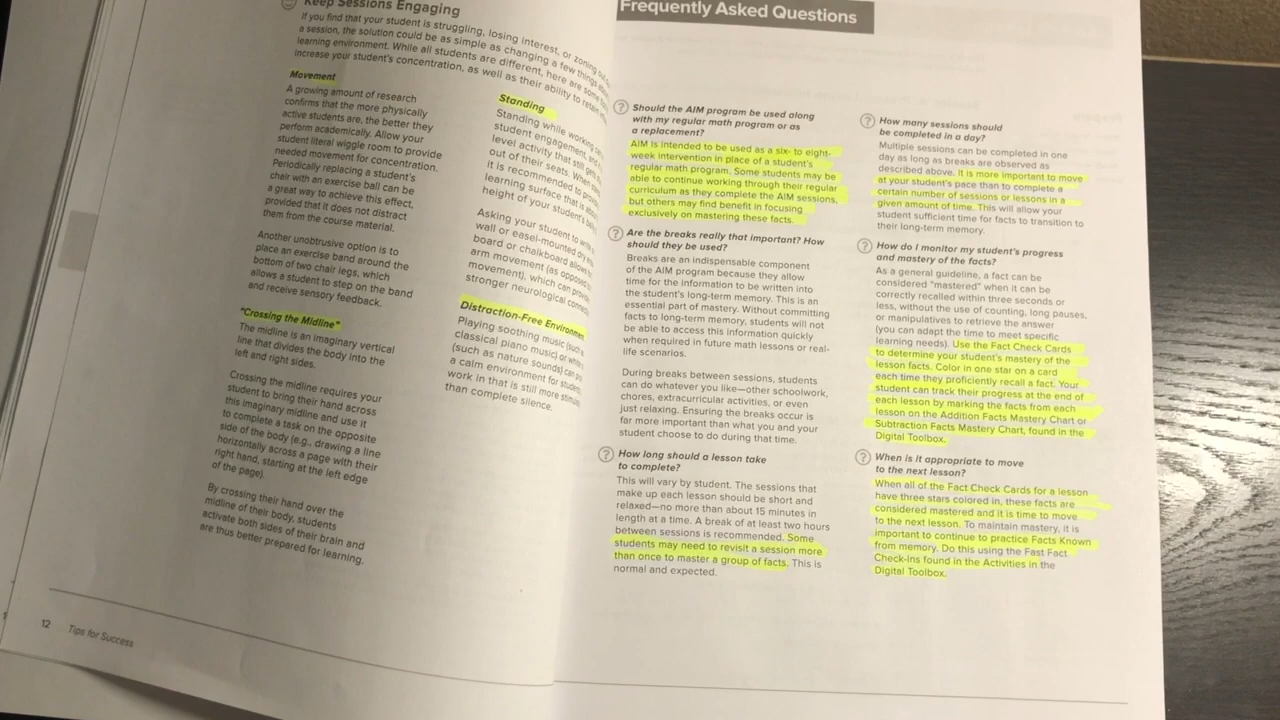 Keep Sessions Engaging
If you find that your student is struggling, losing interest, or zoning out
a session, the solution could be as simple as changing a few things
learning environment. While all students are different, here are some
increase your student's concentration, as well as their ability to
Movement
A growing amount of research
confirms that the more physically
active students are, the better they
perform academically. Allow your
student literal wiggle room to provide
needed movement for concentration.
Periodically replacing a student's
chair with an exercise ball can be
a great way to achieve this effect,
provided that it does not distract
them from the course material.
Another unobtrusive option is to
place an exercise band around the
bottom of two chair legs, which
allows a student to step on the band
and receive sensory feedback.
"Crossing the Midline"
The midline is an imaginary vertical
line that divides the body into the
left and right sides.
Crossing the midline requires your
student to bring their hand across
this imaginary midline and use it
to complete a task on the opposite
side of the body (e.g., drawing a line
horizontally across a page with their
right hand, starting at the left edge
of the page).
By crossing their hand over the
midline of their body, students
activate both sides of their brain and
are thus better prepared for learning.
Standing
Standing while working
student engagement,
level activity that still
out of their seats. When
it is recommended to
learning surface that is
height of your student's
Asking your student to
wall or easel-mounted dry
board or chalkboard allows
arm movement (as opposed
movement), which can
stronger neurological
Distraction-Free
Playing soothing music (such
classical piano music) or white
(such as nature sounds) can
a calm environment for
work in that is still more
than complete silence.
12 Tips for Success
Frequently Asked Questions
Should the AIM program be used along
with my regular math program or as
a replacement?
AIM is intended to be used as a six- to eight-
week intervention in place of a student's
regular math program. Some students may be
able to continue working through their regular
curriculum as they complete the AIM sessions,
but others may find benefit in focusing
exclusively on mastering these facts.
Are the breaks really that important? How
should they be used?
Breaks are an indispensable component
of the AIM program because they allow
time for the information to be written into
the student's long-term memory. This is an
essential part of mastery. Without committing
facts to long-term memory, students will not
be able to access this information quickly
when required in future math lessons or real-
life scenarios.
During breaks between sessions, students
can do whatever you like—other schoolwork,
chores, extracurricular activities, or even
just relaxing. Ensuring the breaks occur is
far more important than what you and your
student choose to do during that time.
How long should a lesson take
to complete?
This will vary by student. The sessions that
make up each lesson should be short and
relaxed—no more than about 15 minutes in
length at a time. A break of at least two hours
between sessions is recommended. Some
students may need to revisit a session more
than once to master a group of facts. This is
normal and expected.
How many sessions should
be completed in a day?
Multiple sessions can be completed in one
day as long as breaks are observed as
described above. It is more important to move
at your student's pace than to complete a
certain number of sessions or lessons in a
given amount of time. This will allow your
student sufficient time for facts to transition to
their long-term memory.
How do I monitor my student's progress
and mastery of the facts?
As a general guideline, a fact can be
considered "mastered" when it can be
correctly recalled within three seconds or
less, without the use of counting, long pauses,
or manipulatives to retrieve the answer
(you can adapt the time to meet specific
learning needs). Use the Fact Check Cards
to determine your student's mastery of the
lesson facts. Color in one star on a card
each time they proficiently recall a fact. Your
student can track their progress at the end of
each lesson by marking the facts from each
lesson on the Addition Facts Mastery Chart or
Subtraction Facts Mastery Chart, found in the
Digital Toolbox.
When is it appropriate to move
to the next lesson?
When all of the Fact Check Cards for a lesson
have three stars colored in, these facts are
considered mastered and it is time to move
to the next lesson. To maintain mastery, it is
important to continue to practice Facts Known
from memory. Do this using the Fast Fact
Check-Ins found in the Activities in the
Digital Toolbox.